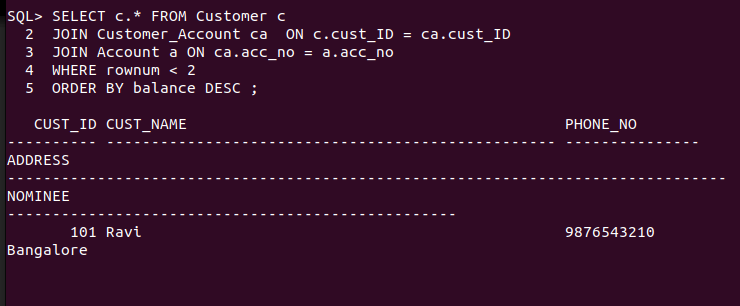 SQL> SELECT c.* FROM Customer c
  2  JOIN Customer_Account ca  ON c.cust_ID = ca.cust_ID
  3  JOIN Account a ON ca.acc_no = a.acc_no
  4  WHERE rownum < 2
  5  ORDER BY balance DESC ;
   CUST_ID CUST_NAME                                          PHONE_NO
---------- -------------------------------------------------- ---------------
ADDRESS
--------------------------------------------------------------------------------
NOMINEE
--------------------------------------------------
       101 Ravi                                               9876543210
Bangalore